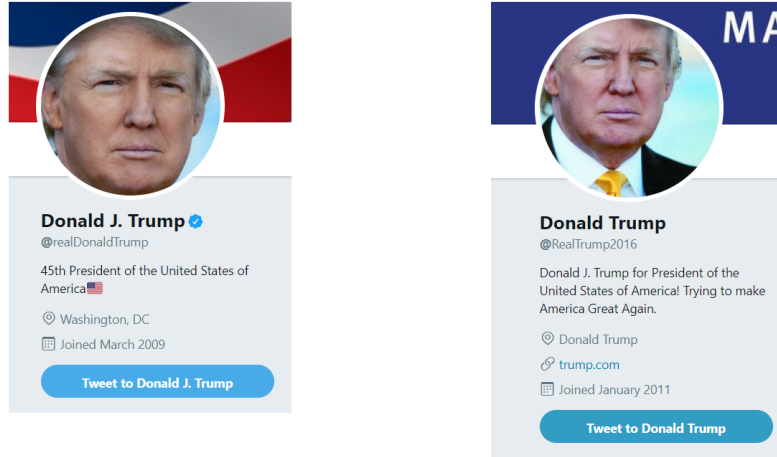 Donald J. Trump
@realDonaldTrump
45th President of the United States of
America
Washington, DC
Joined March 2009
Tweet to Donald J. Trump
MA
Donald Trump
@RealTrump2016
Donald J. Trump for President of the
United States of America! Trying to make
America Great Again.
Donald Trump
trump.com
Joined January 2011
Tweet to Donald Trump